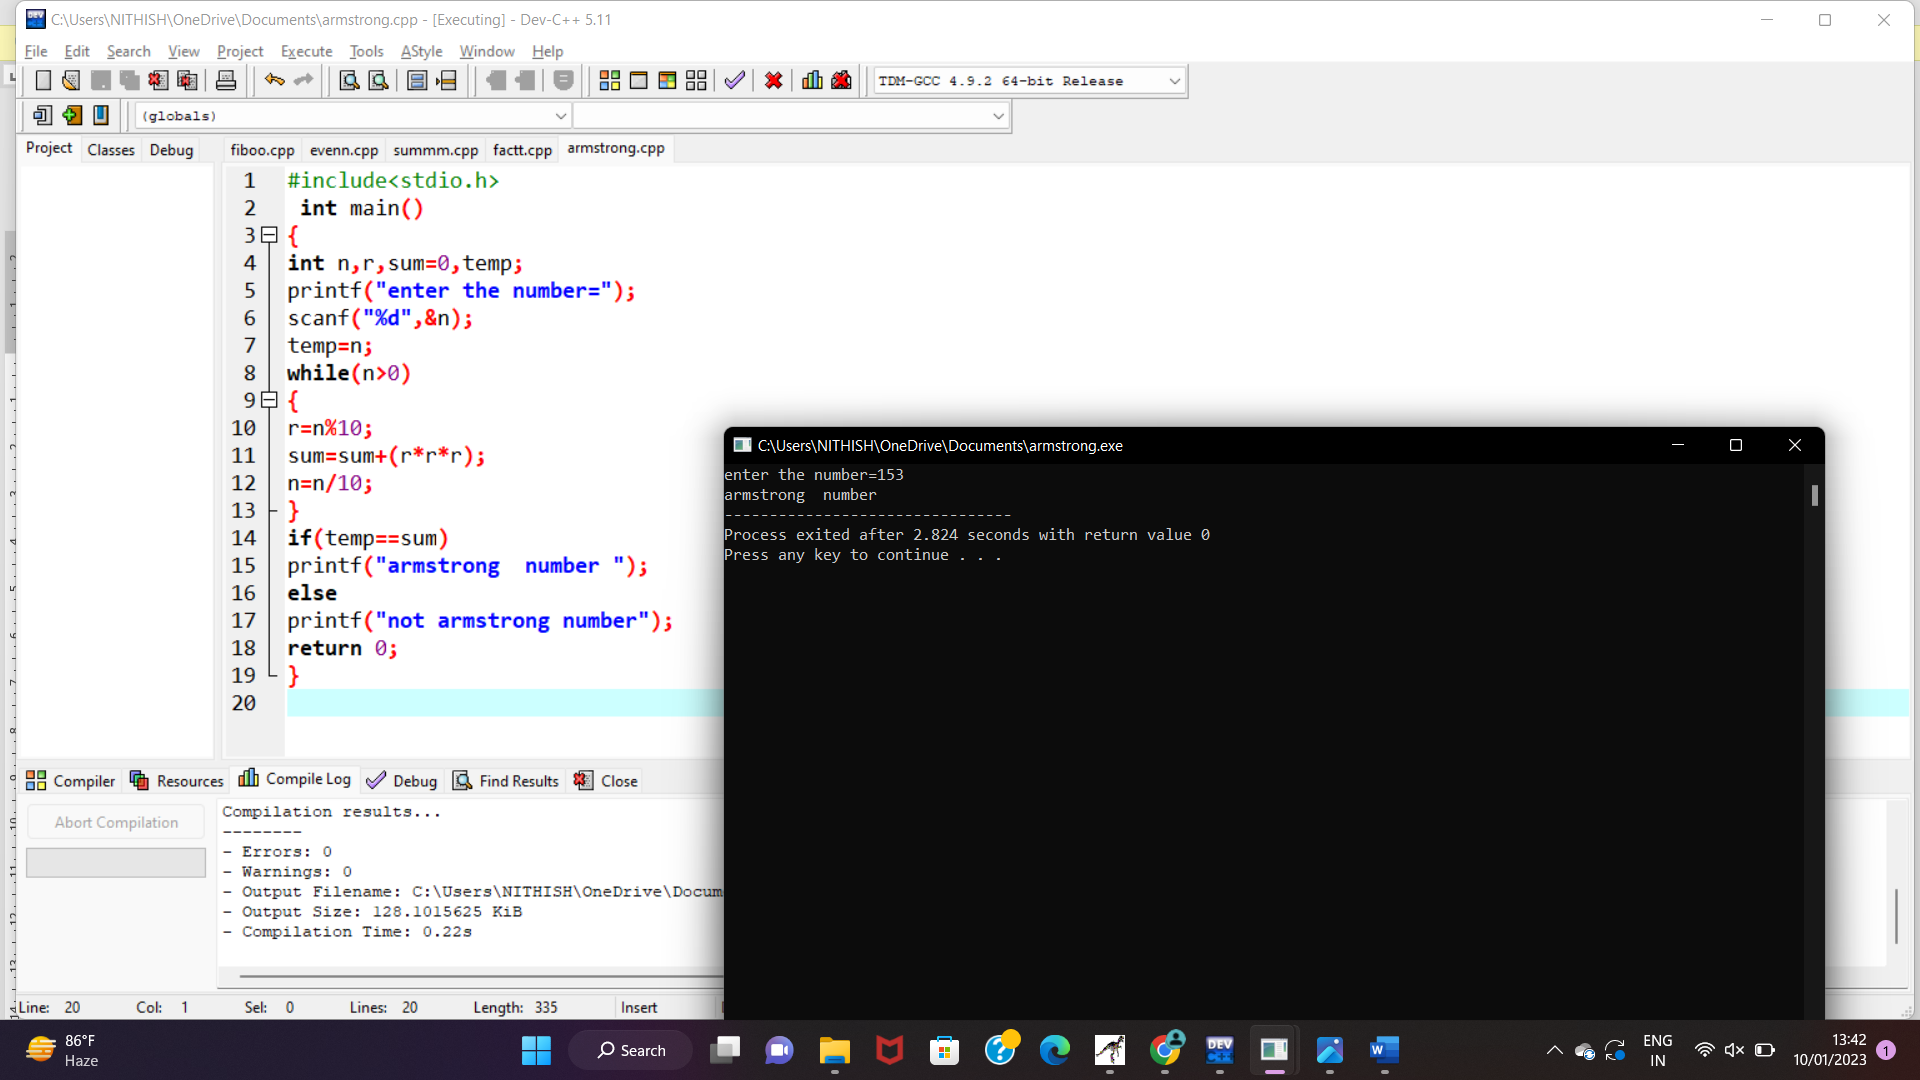 C:\Users\NITHISH\OneDrive\Documents\armstrong.cpp - [Executing] - Dev-C++ 5.11
File Edit Search View Project Execute Tools AStyle Window Help
TDM-GCC 4.9.2 64-bit Release
(globals)
Project Classes Debug
fiboo.cpp evenn.cpp summm.cpp factt.cpp armstrong.cpp
1 #include<stdio.h>
2 int main()
3 {
4 int n,r,sum=0,temp;
5 printf("enter the number=");
6 scanf("%d",&n);
7 temp=n;
8 while(n>0)
9 {
10 r=n%10;
11 sum=sum+(r*r*r);
12 n=n/10;
13 }
14 if(temp==sum)
15 printf("armstrong  number ");
16 else
17 printf("not armstrong number");
18 return 0;
19 }
20
C:\Users\NITHISH\OneDrive\Documents\armstrong.exe
enter the number=153
armstrong  number
--------------------------------
Process exited after 2.824 seconds with return value 0
Press any key to continue . . .
Compiler Resources Compile Log Debug Find Results Close
Abort Compilation
Compilation results...
--------
- Errors: 0
- Warnings: 0
- Output Filename: C:\Users\NITHISH\OneDrive\Docum
- Output Size: 128.1015625 KiB
- Compilation Time: 0.22s
Line: 20 Col: 1 Sel: 0 Lines: 20 Length: 335 Insert
86°F
Haze
Search
DEV C++
W
ENG
IN
13:42
10/01/2023
1